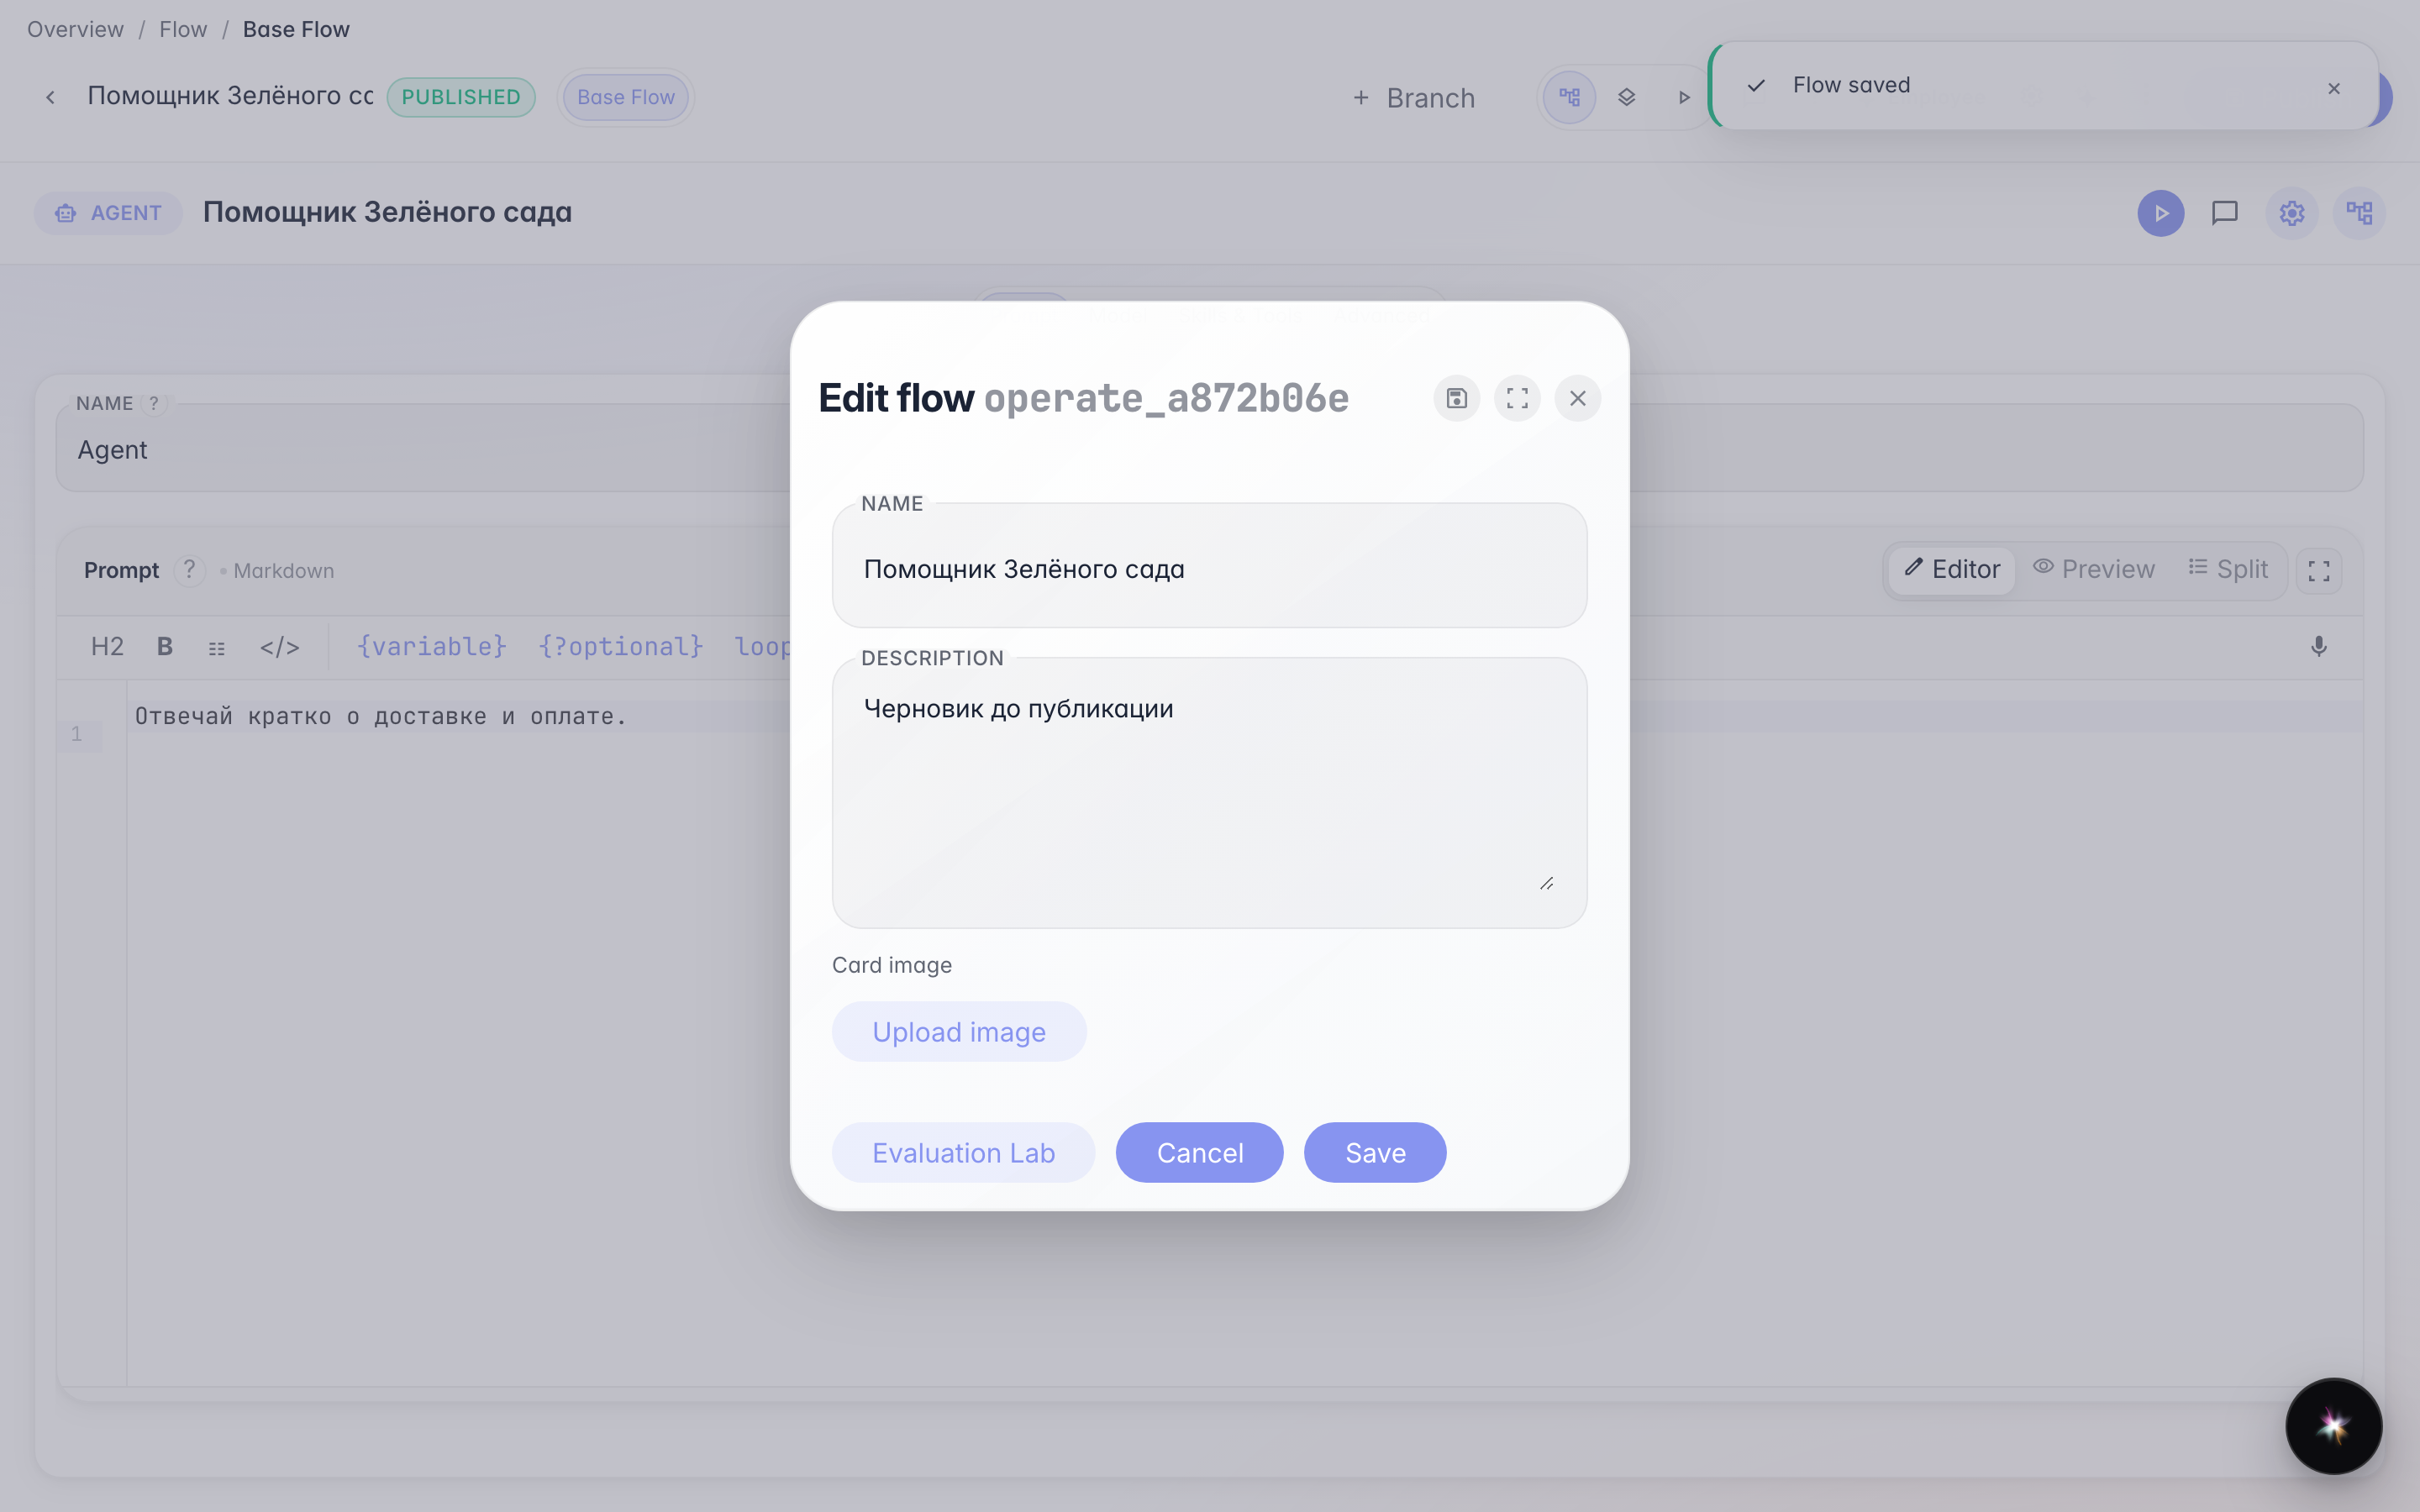 Overview / Flow / Base Flow
Помощник Зелёного са
PUBLISHED
Base Flow
+ Branch
Flow saved
AGENT
Помощник Зелёного сада
NAME ?
Agent
Prompt ? Markdown
Editor
Preview
Split
H2 B </> {variable} {?optional} loop
1
Отвечай кратко о доставке и оплате.
Edit flow operate_a872b06e
NAME
Помощник Зелёного сада
DESCRIPTION
Черновик до публикации
Card image
Upload image
Evaluation Lab
Cancel
Save